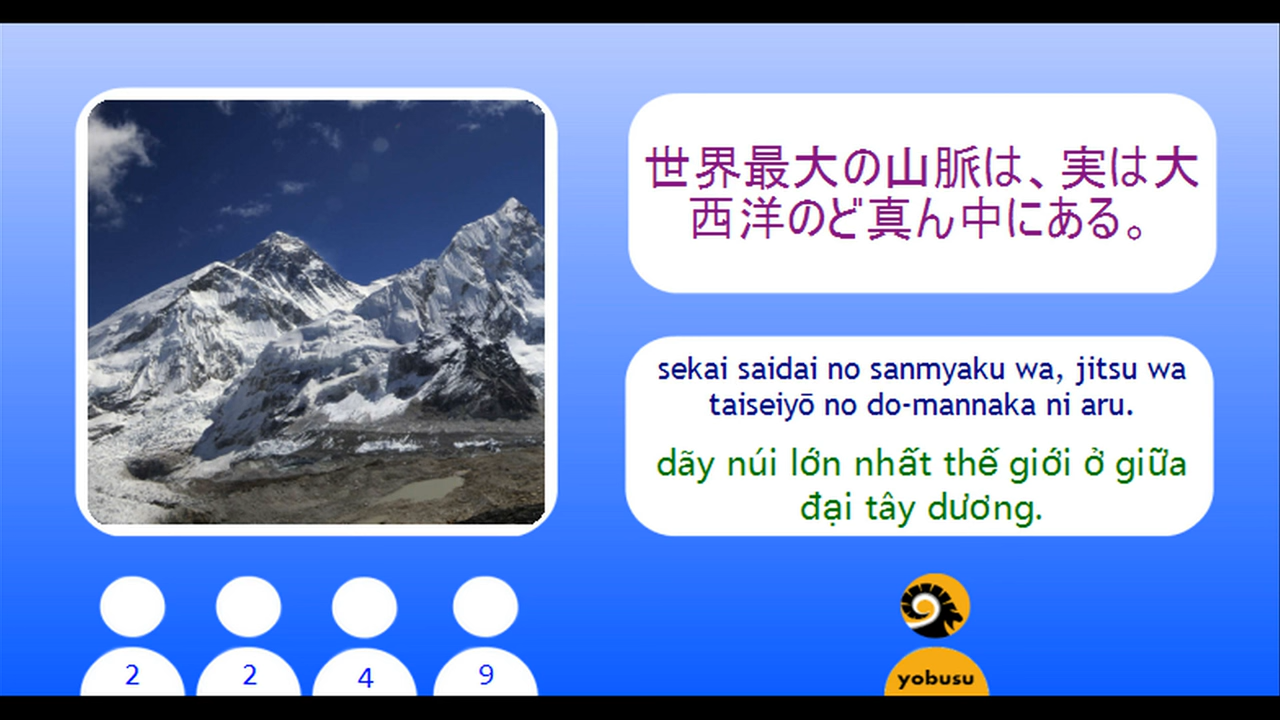 世界最大の山脈は、実は大
西洋のど真ん中にある。
sekai saidai no sanmyaku wa, jitsu wa
taiseiyō no do-mannaka ni aru.
dãy núi lớn nhất thế giới ở giữa
đại tây dương.
2 2 4 9
yobusu